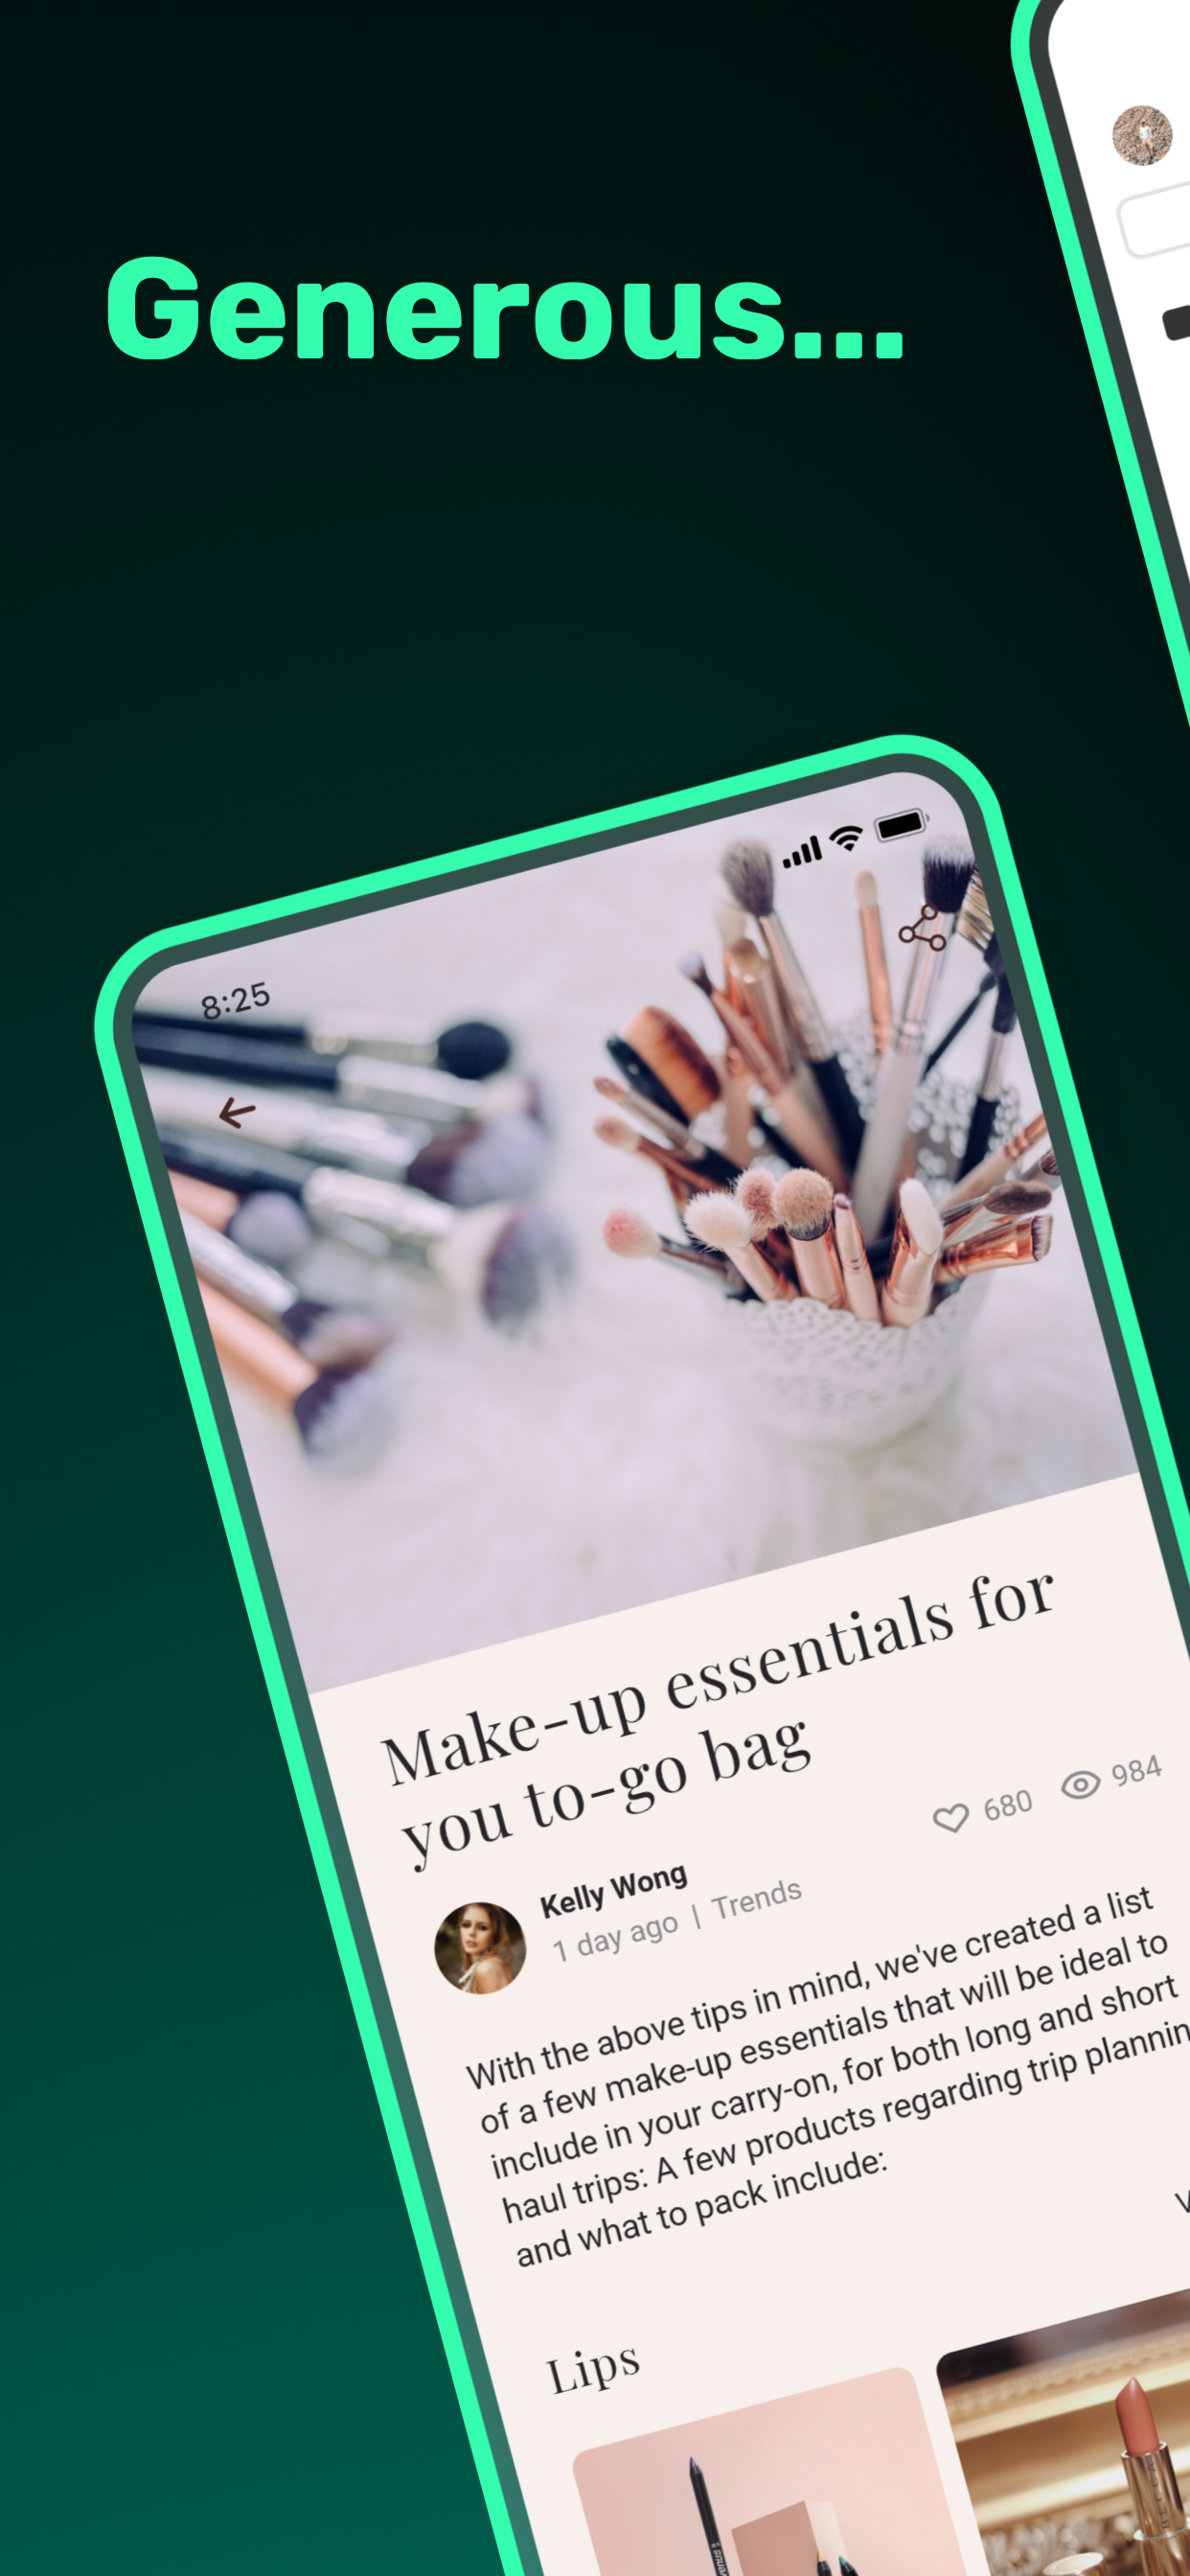 Generous...
8:25
Make-up essentials for
you to-go bag
680 984
Kelly Wong
1 day ago | Trends
With the above tips in mind, we've created a list
of a few make-up essentials that will be ideal to
include in your carry-on, for both long and short
haul trips: A few products regarding trip plannin
and what to pack include:
Lips
BECCA